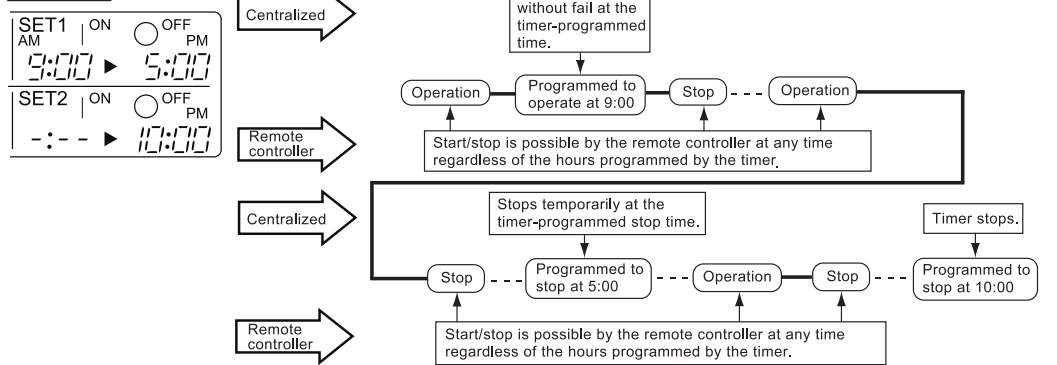 SET1 ON OFF
AM PM
9:00 ▶ 5:00
SET2 ON OFF
PM
-:-- ▶ 10:00
Centralized
without fail at the
timer-programmed
time.
Operation
Programmed to
operate at 9:00
Stop
Operation
Remote
controller
Start/stop is possible by the remote controller at any time
regardless of the hours programmed by the timer.
Centralized
Stops temporarily at the
timer-programmed stop time.
Timer stops.
Stop
Programmed to
stop at 5:00
Operation
Stop
Programmed to
stop at 10:00
Remote
controller
Start/stop is possible by the remote controller at any time
regardless of the hours programmed by the timer.